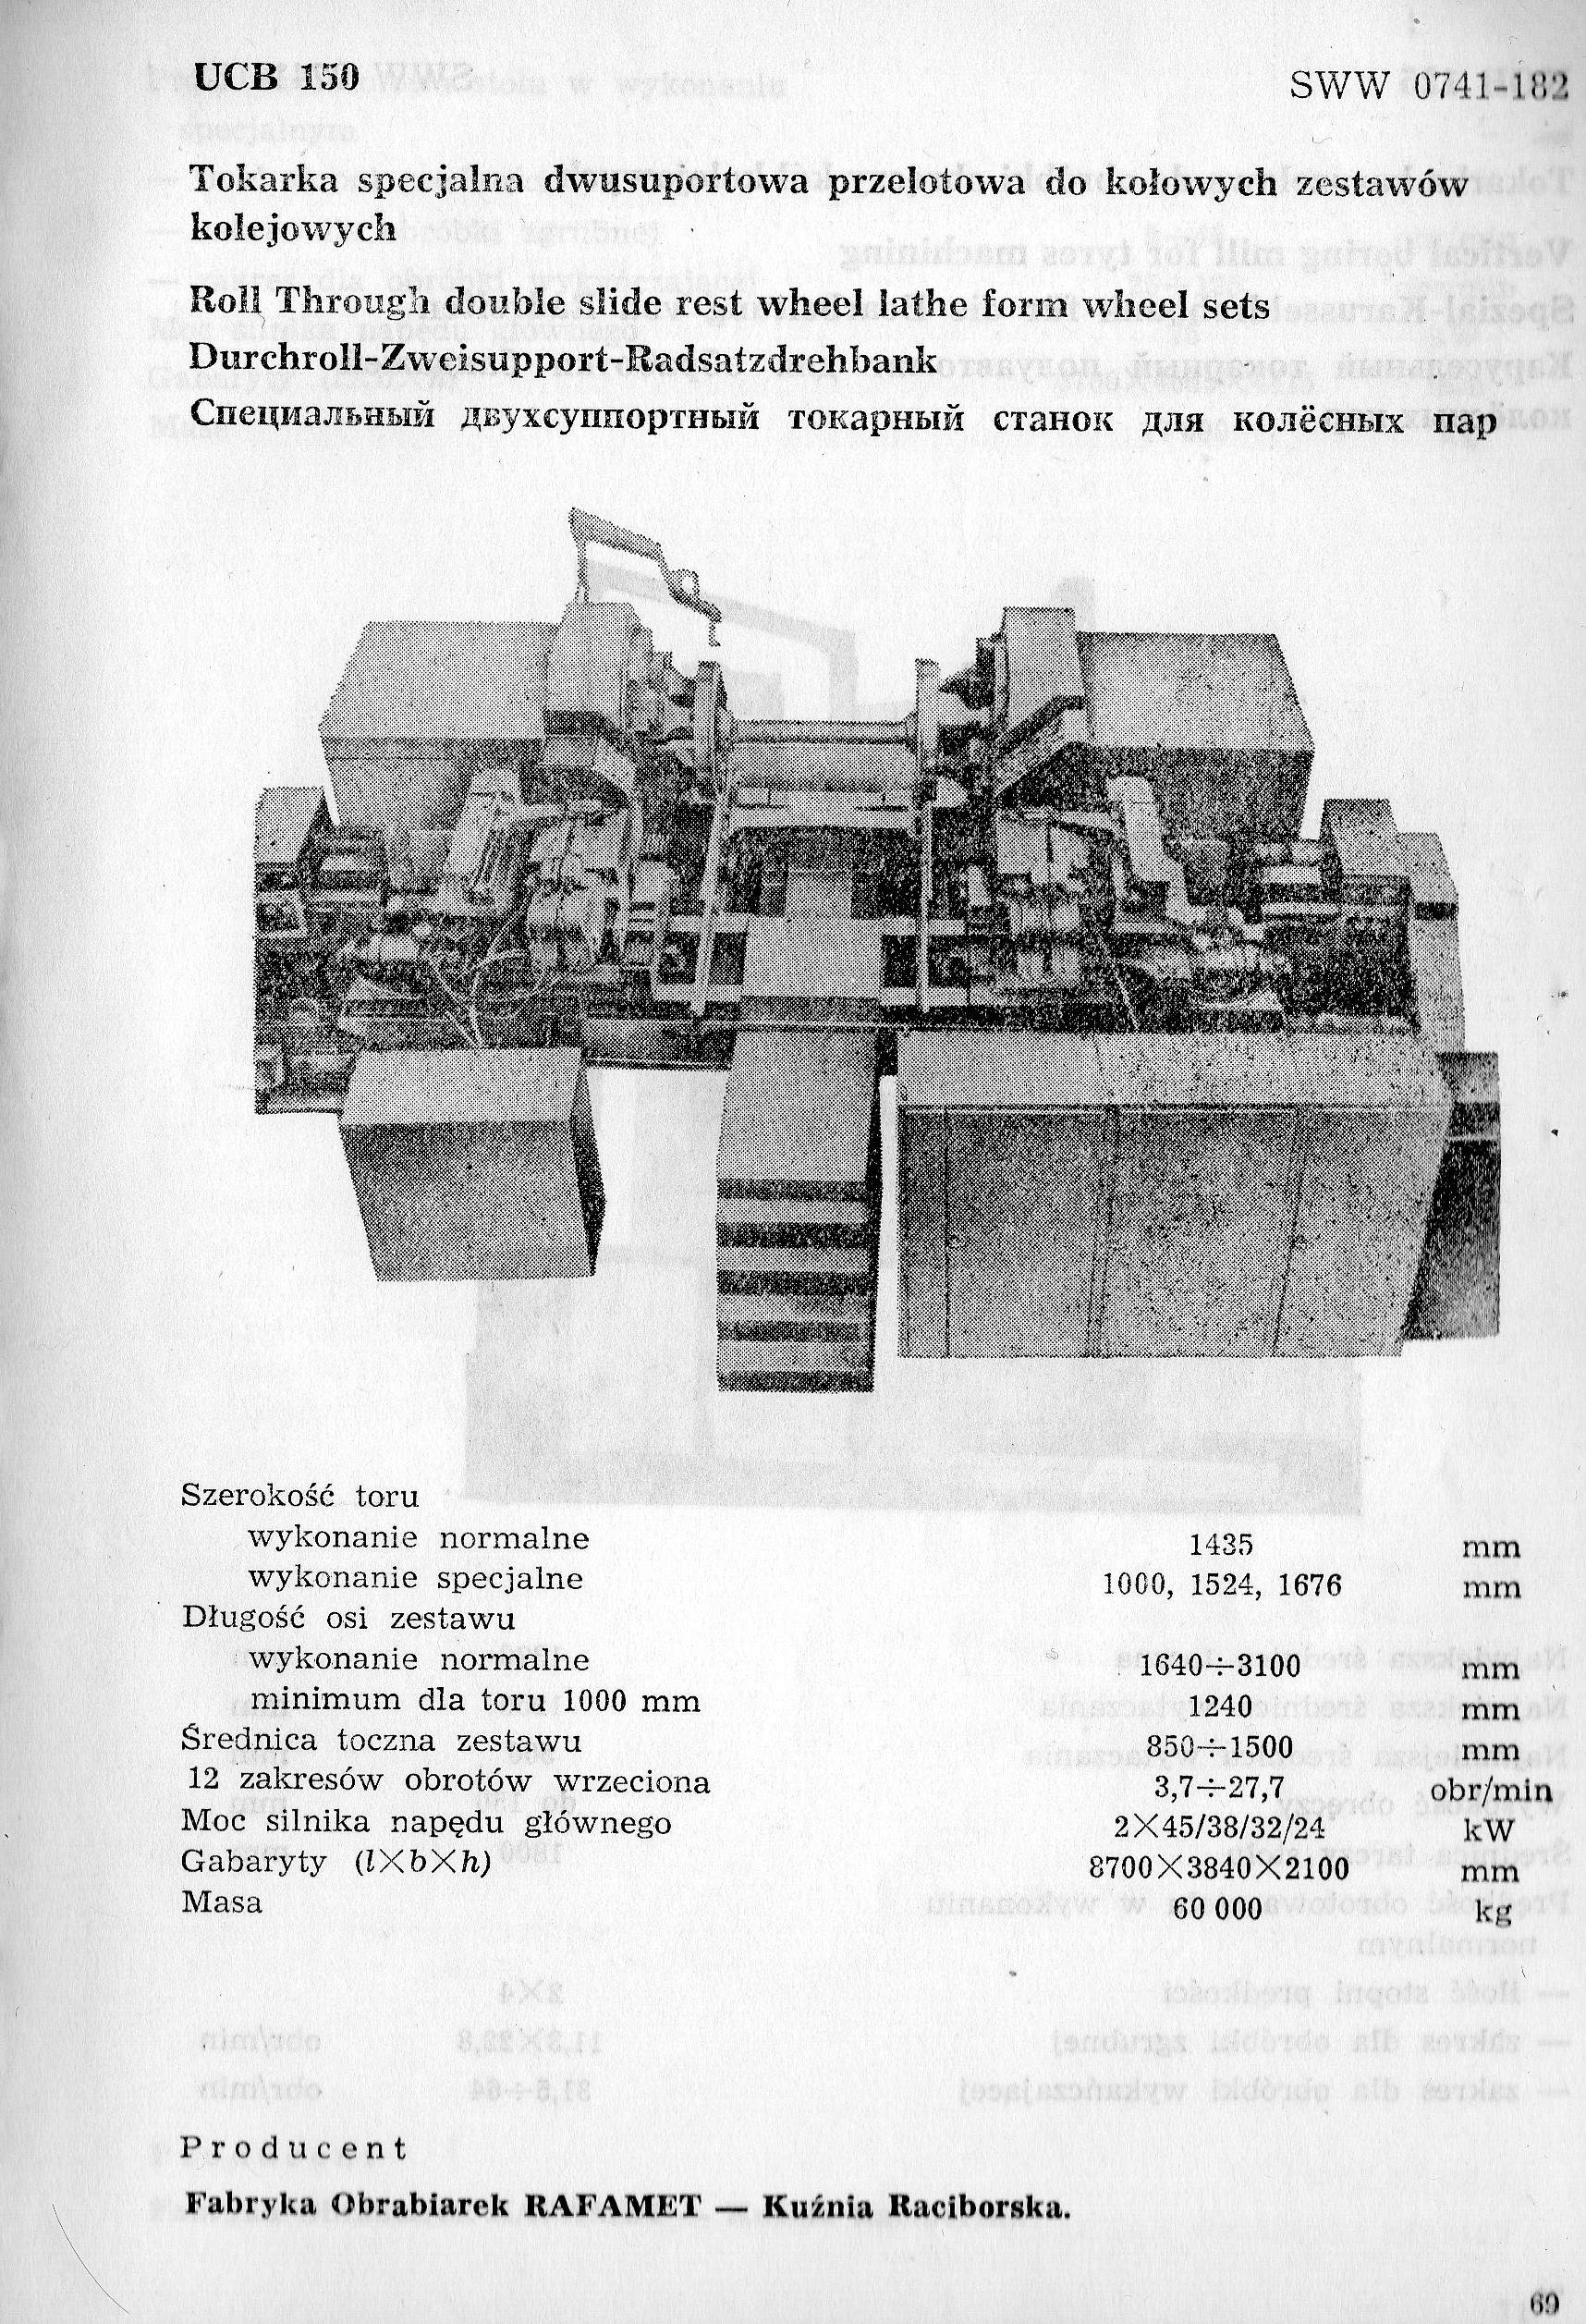 UCB 150
SWW 0741-182
Tokarka specjalna dwusuportowa przelotowa do kołowych zestawów
kolejowych
Roll Through double slide rest wheel lathe form wheel sets
Durchroll-Zweisupport-Radsatzdrehbank
Специальный двухсуппортный токарный станок для колёсных пар
Szerokość toru
wykonanie normalne 1435 mm
wykonanie specjalne 1000, 1524, 1676 mm
Długość osi zestawu
wykonanie normalne 1640÷3100 mm
minimum dla toru 1000 mm 1240 mm
Średnica toczna zestawu 850÷1500 mm
12 zakresów obrotów wrzeciona 3,7÷27,7 obr/min
Moc silnika napędu głównego 2×45/38/32/24 kW
Gabaryty (l×b×h) 8700×3840×2100 mm
Masa 60 000 kg
Producent
Fabryka Obrabiarek RAFAMET — Kuźnia Raciborska.
69